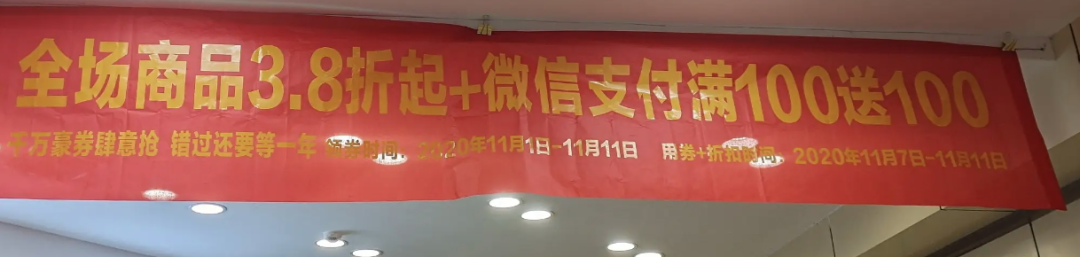 全场商品3.8折起+微信支付满100送100
千万豪券肆意抢 错过还要等一年 领券时间：2020年11月1日-11月11日 用券+折扣时间：2020年11月7日-11月11日